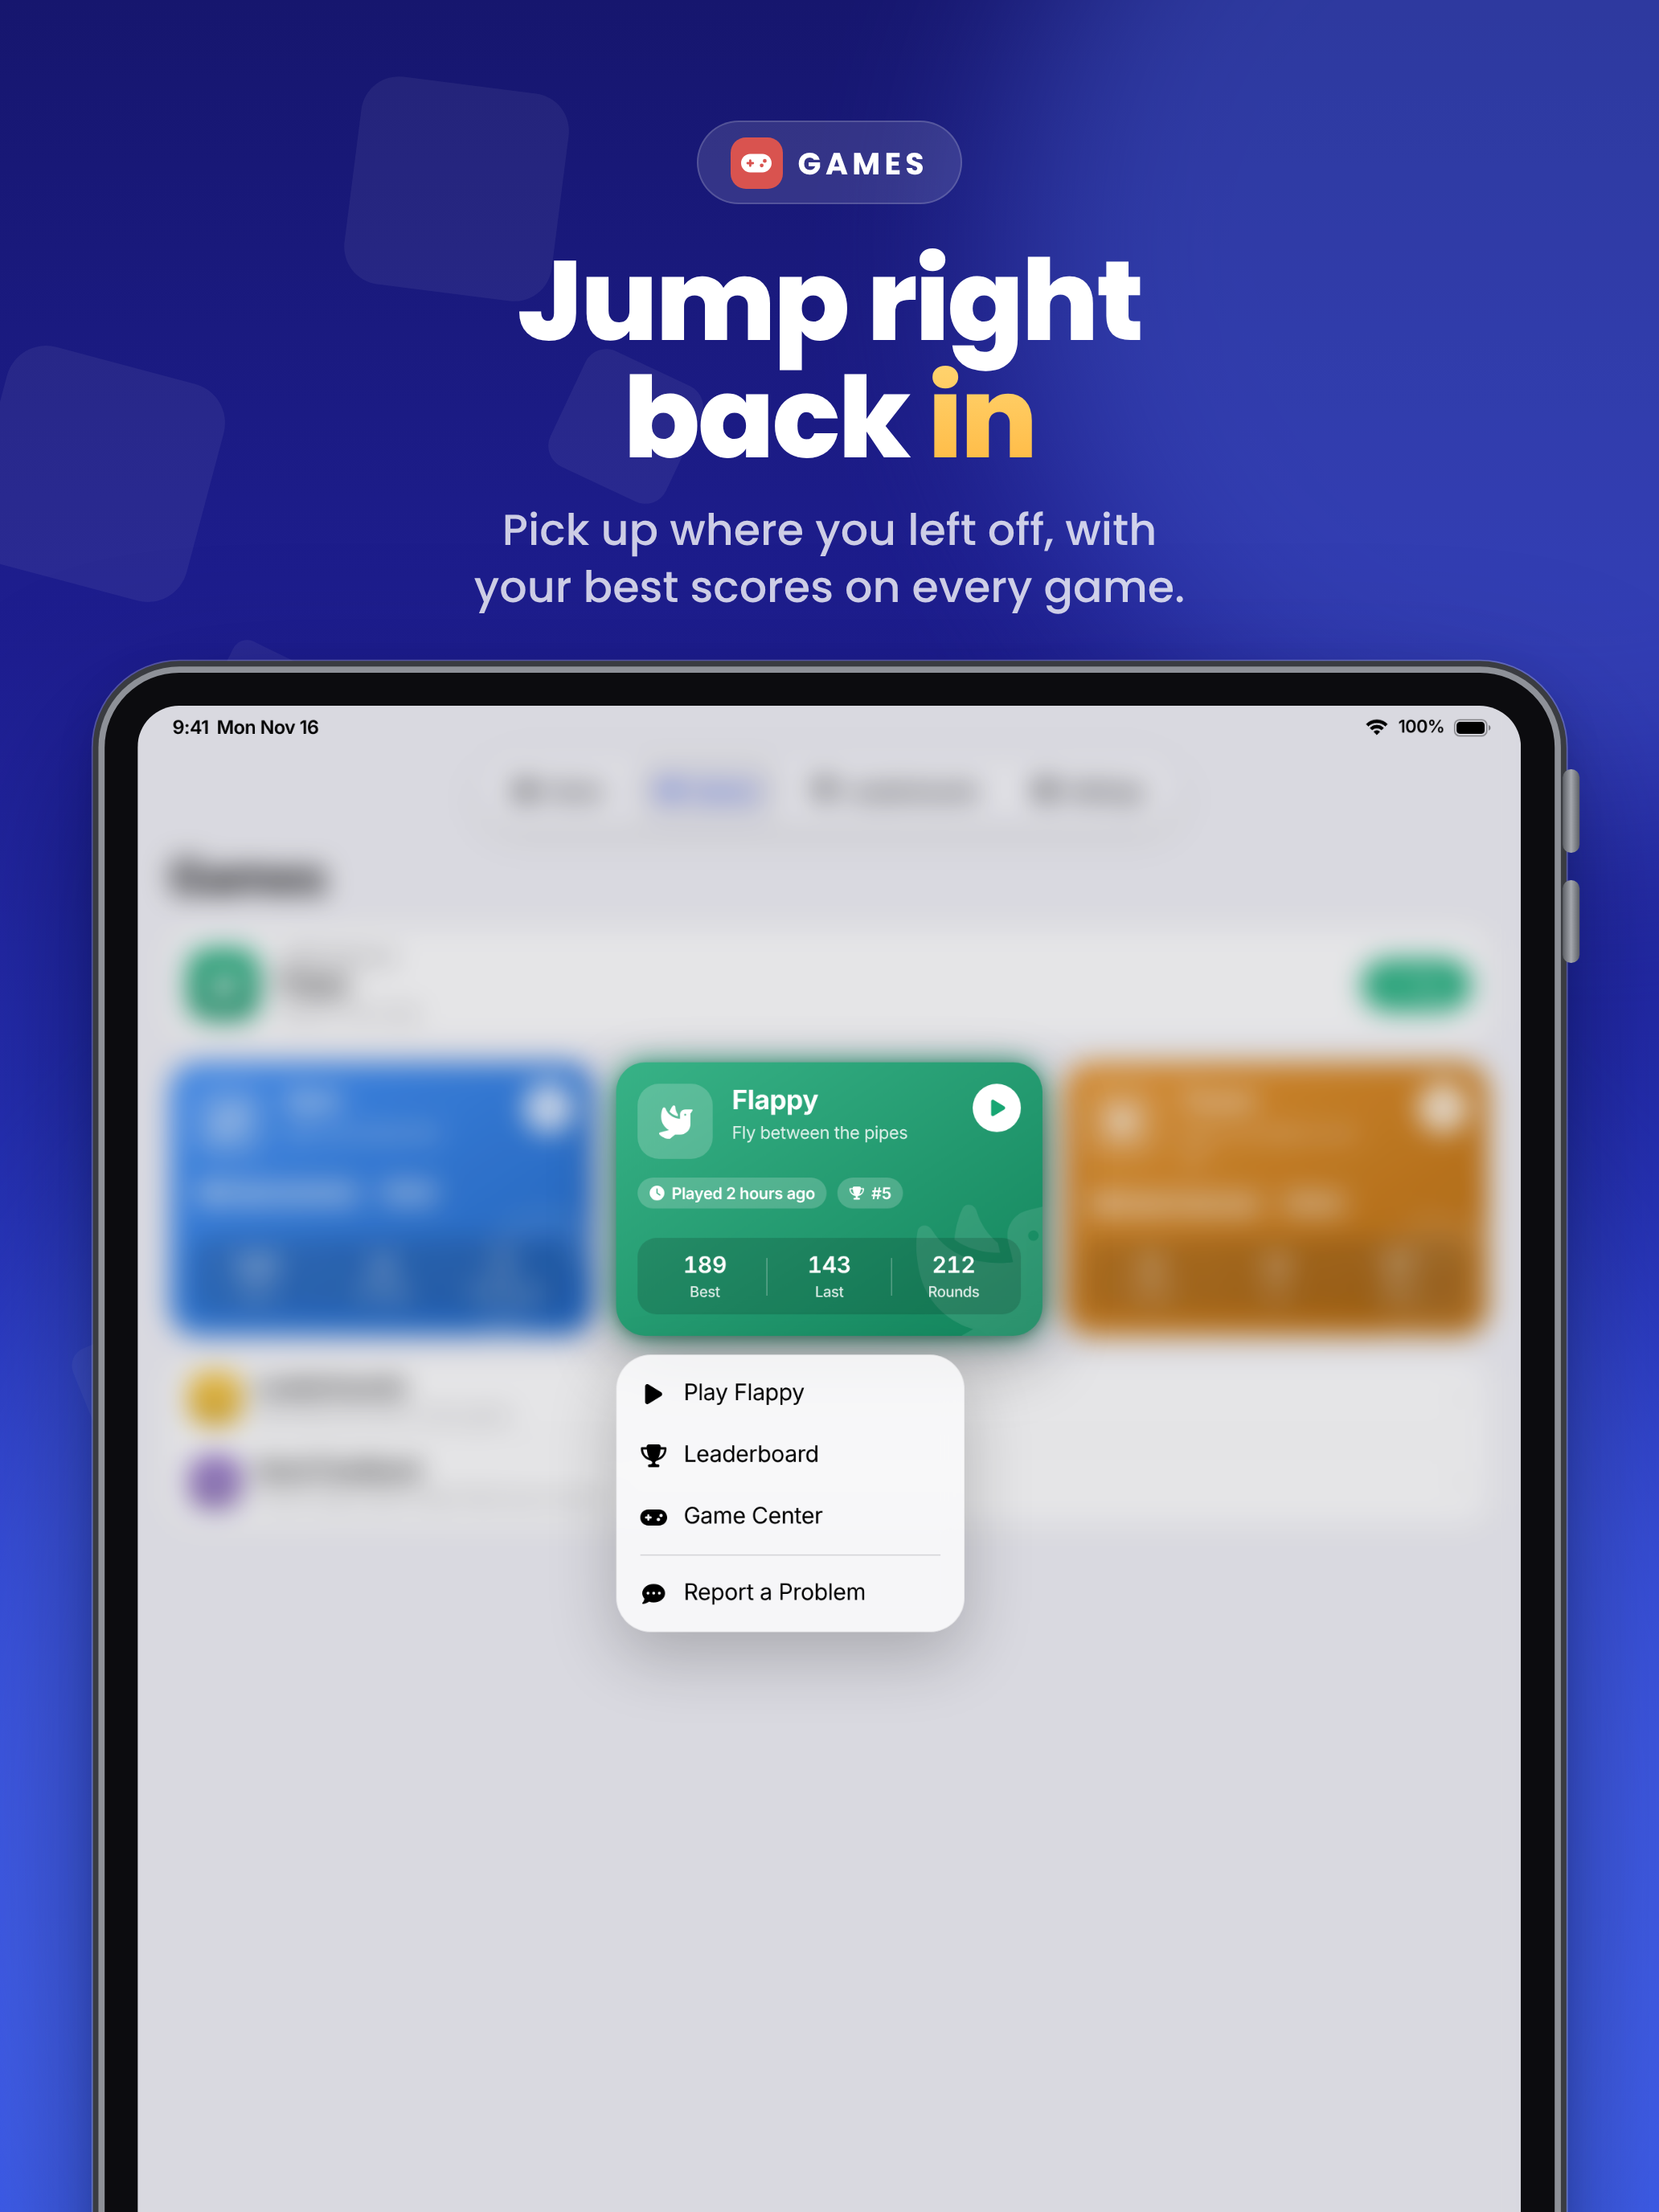 GAMES
Jump right
back in
Pick up where you left off, with
your best scores on every game.
9:41 Mon Nov 16
100%
Games
Flappy
Fly between the pipes
Played 2 hours ago
#5
189
143
212
Best
Last
Rounds
Play Flappy
Leaderboard
Game Center
Report a Problem